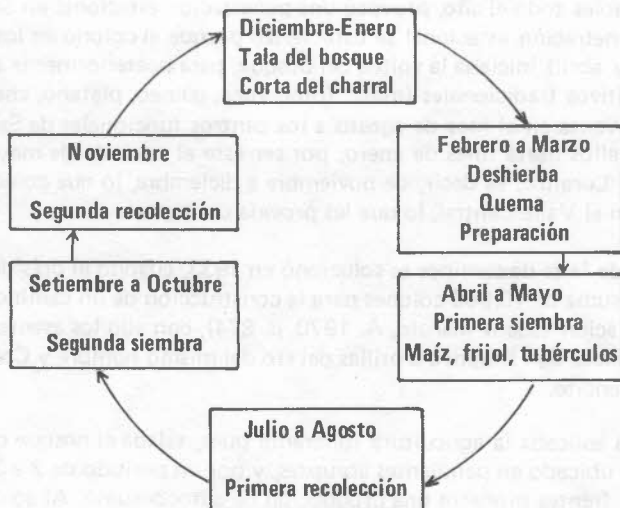 Diciembre-Enero
Tala del bosque
Corta del charral
Febrero a Marzo
Deshierba
Quema
Preparación
Abril a Mayo
Primera siembra
Maíz, frijol, tubérculos
Julio a Agosto
Primera recolección
Setiembre a Octubre
Segunda siembra
Noviembre
Segunda recolección